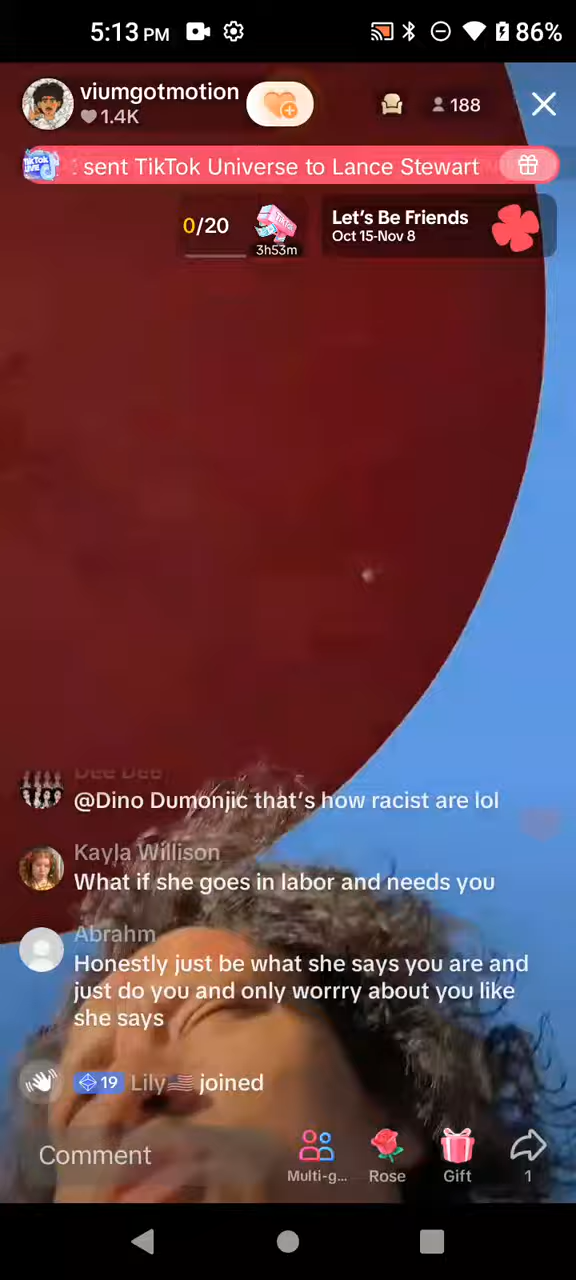 5:13 PM
86%
viumgotmotion
1.4K
188
sent TikTok Universe to Lance Stewart
0/20
3h53m
Let's Be Friends
Oct 15-Nov 8
Dee Dee
@Dino Dumonjic that's how racist are lol
Kayla Willison
What if she goes in labor and needs you
Abrahm
Honestly just be what she says you are and
just do you and only worrry about you like
she says
19 Lily🇺🇸 joined
Comment
Multi-g...
Rose
Gift
1